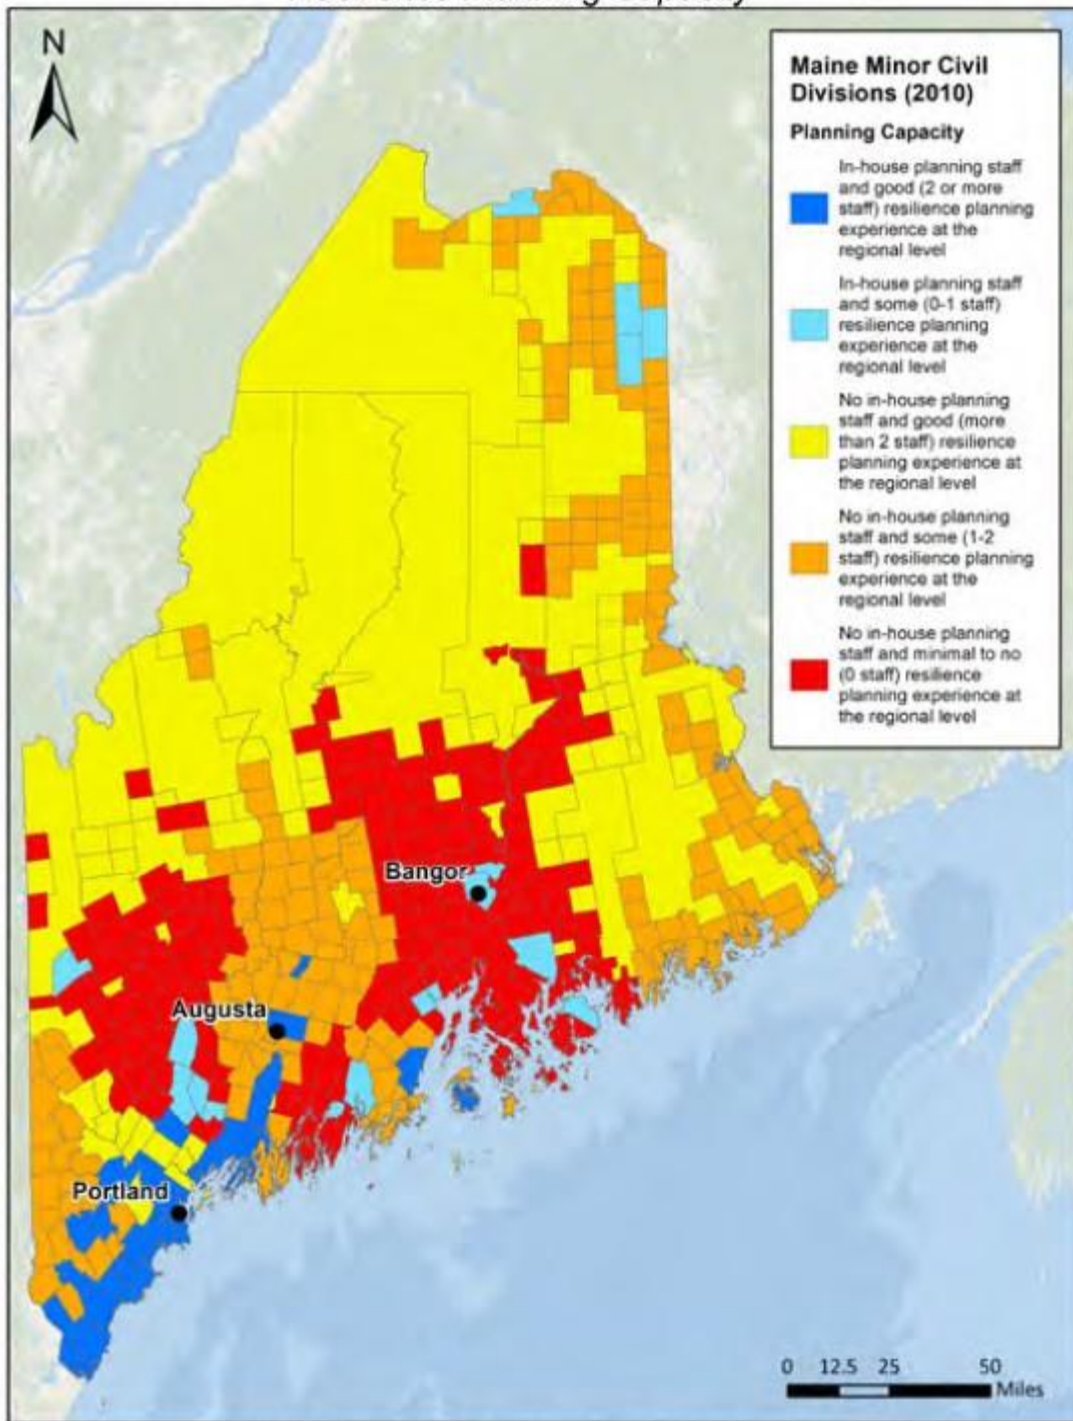 N
Maine Minor Civil
Divisions (2010)
Planning Capacity
In-house planning staff
and good (2 or more
staff) resilience planning
experience at the
regional level
In-house planning staff
and some (0-1 staff)
resilience planning
experience at the
regional level
No in-house planning
staff and good (more
than 2 staff) resilience
planning experience at
the regional level
No in-house planning
staff and some (1-2
staff) resilience planning
experience at the
regional level
No in-house planning
staff and minimal to no
(0 staff) resilience
planning experience at
the regional level
Bangor
Augusta
Portland
0 12.5 25 50
Miles